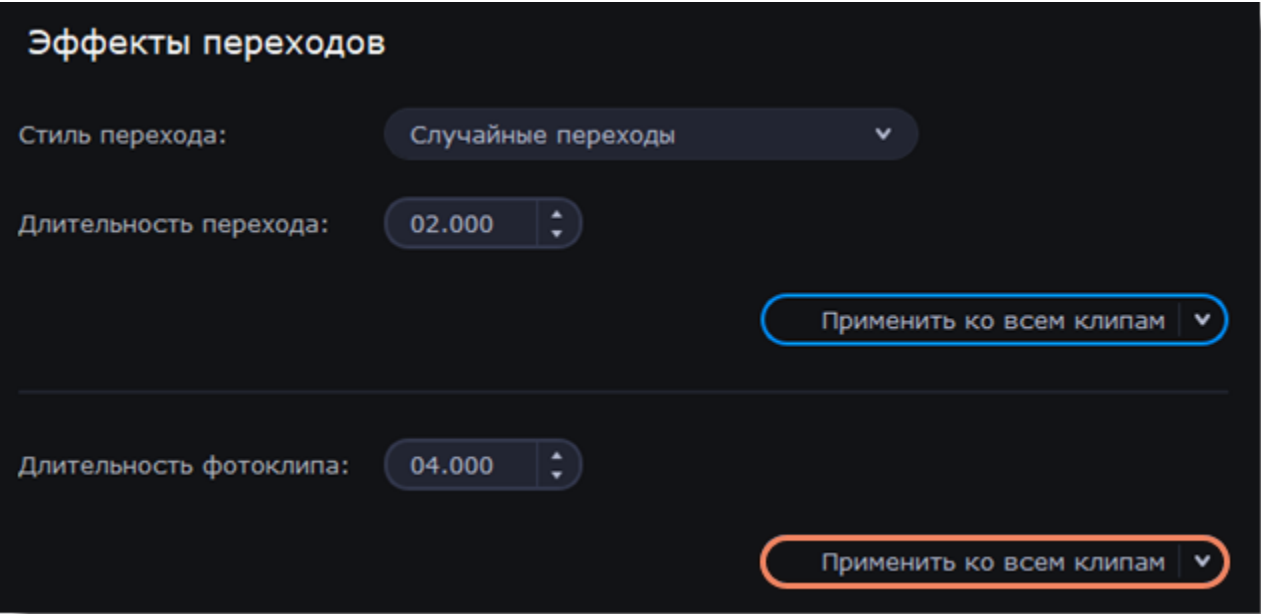 Эффекты переходов
Стиль перехода: Случайные переходы
Длительность перехода: 02.000
Применить ко всем клипам
Длительность фотоклипа: 04.000
Применить ко всем клипам